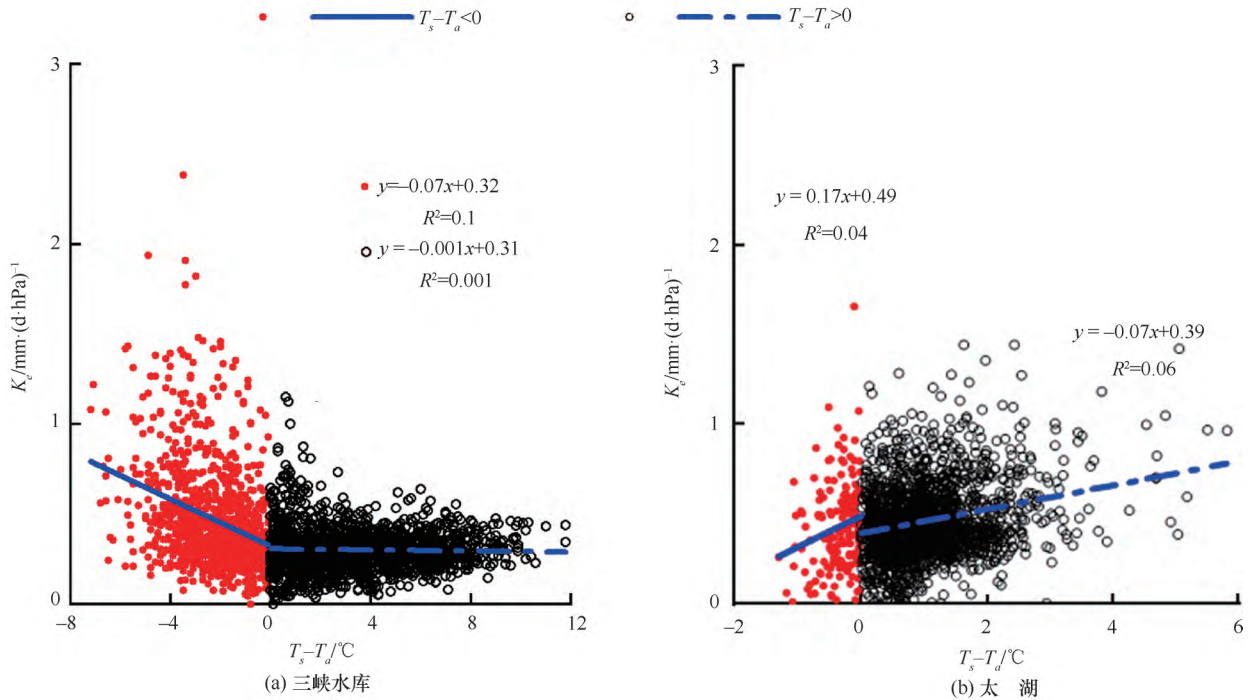 Ts–Ta<0
Ts–Ta>0
Ke/mm·(d·hPa)–1
3
2
1
0
–8
–4
0
4
8
12
y=–0.07x+0.32
R2=0.1
y=–0.001x+0.31
R2=0.001
Ts–Ta/℃
(a) 三峡水库
Ke/mm·(d·hPa)–1
3
2
1
0
–2
0
2
4
6
y = 0.17x+0.49
R2=0.04
y=–0.07x+0.39
R2=0.06
Ts–Ta/℃
(b) 太 湖